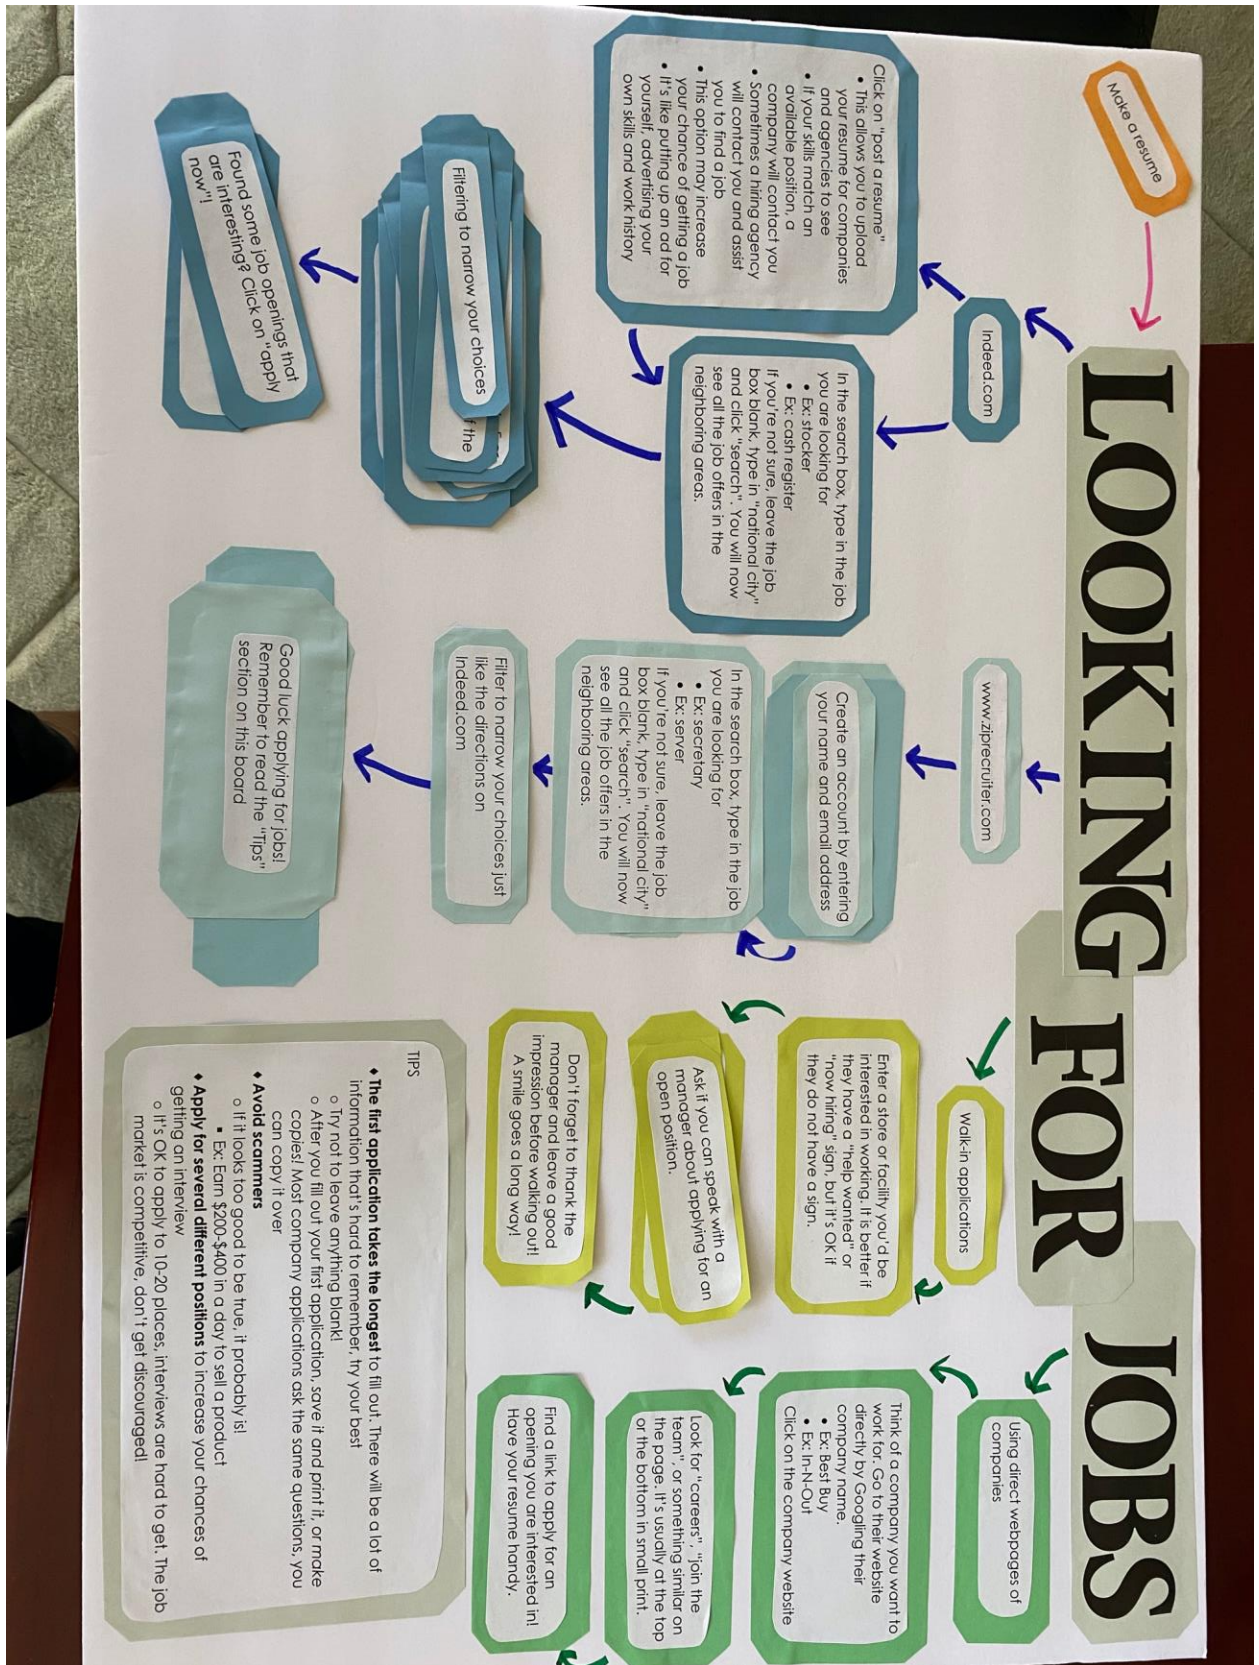 Make a resume
LOOKING
FOR
JOBS
Indeed.com
Click on "post a resume"
• This allows you to upload
your resume for companies
and agencies to see
• If your skills match an
available position, a
company will contact you
• Sometimes a hiring agency
will contact you and assist
you to find a job
• This option may increase
your chance of getting a job
• It's like putting up an ad for
yourself, advertising your
own skills and work history
In the search box, type in the job
you are looking for
• Ex: stocker
• Ex: cash register
If you're not sure, leave the job
box blank, type in "national city"
and click "search". You will now
see all the job offers in the
neighboring areas.
Filtering to narrow your choices
f the
Found some job openings that
are interesting? Click on "apply
now"!
www.ziprecruiter.com
Create an account by entering
your name and email address
In the search box, type in the job
you are looking for
• Ex: secretary
• Ex: server
If you're not sure, leave the job
box blank, type in "national city"
and click "search". You will now
see all the job offers in the
neighboring areas.
Filter to narrow your choices just
like the directions on
Indeed.com
Good luck applying for jobs!
Remember to read the "Tips"
section on this board
Walk-in applications
Enter a store or facility you'd be
interested in working. It is better if
they have a "help wanted" or
"now hiring" sign, but it's OK if
they do not have a sign.
Ask if you can speak with a
manager about applying for an
open position.
Don't forget to thank the
manager and leave a good
impression before walking out!
A smile goes a long way!
Using direct webpages of
companies
Think of a company you want to
work for. Go to their website
directly by Googling their
company name.
• Ex: Best Buy
• Ex: In-N-Out
Click on the company website
Look for "careers", "join the
team", or something similar on
the page. It's usually at the top
or the bottom in small print.
Find a link to apply for an
opening you are interested in!
Have your resume handy.
TIPS
♦ The first application takes the longest to fill out. There will be a lot of
information that's hard to remember, try your best
○ Try not to leave anything blank!
○ After you fill out your first application, save it and print it, or make
copies! Most company applications ask the same questions, you
can copy it over
♦ Avoid scammers
○ If it looks too good to be true, it probably is!
▪ Ex: Earn $200-$400 in a day to sell a product
♦ Apply for several different positions to increase your chances of
getting an interview
○ It's OK to apply to 10-20 places, interviews are hard to get. The job
market is competitive, don't get discouraged!